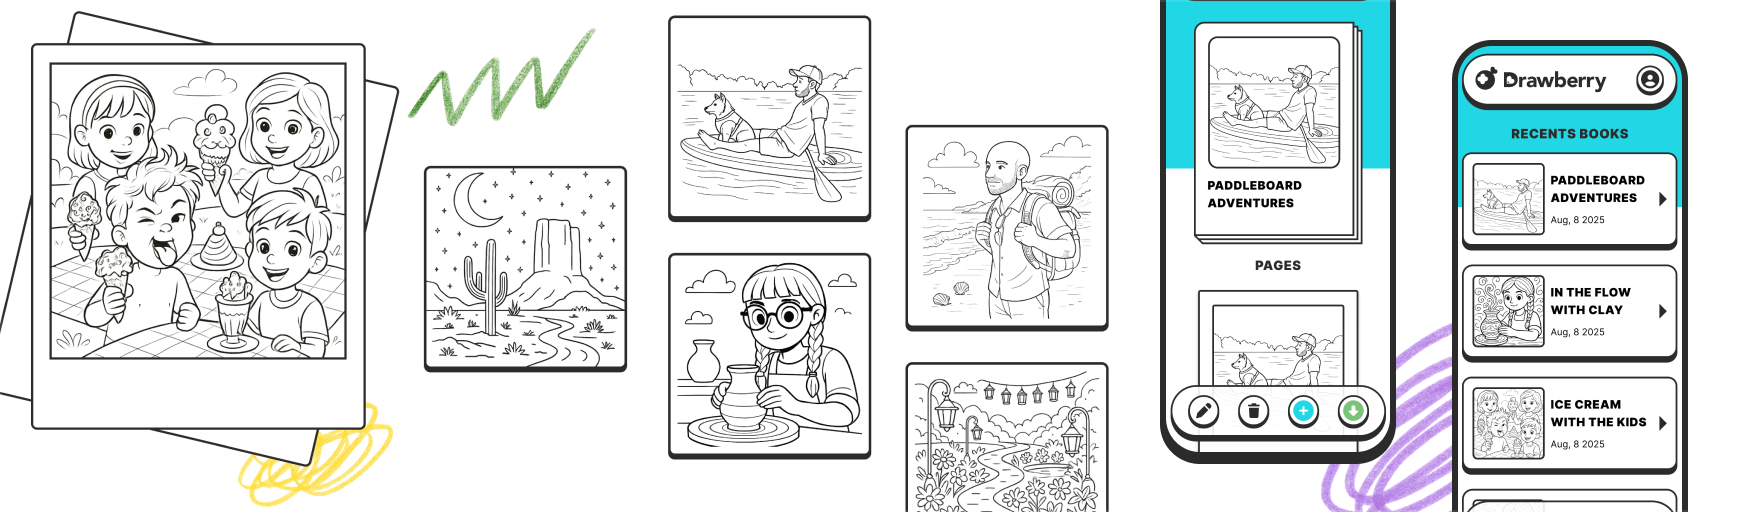 PADDLEBOARD
ADVENTURES
PAGES
Drawberry
RECENTS BOOKS
PADDLEBOARD
ADVENTURES
Aug, 8 2025
IN THE FLOW
WITH CLAY
Aug, 8 2025
ICE CREAM
WITH THE KIDS
Aug, 8 2025